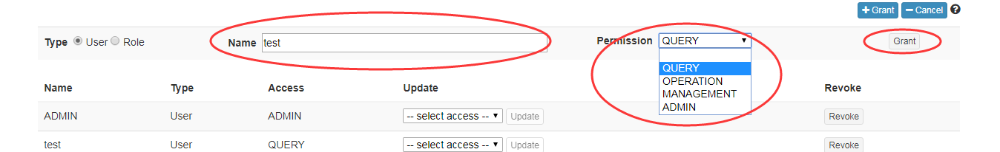 + Grant − Cancel ?
Type User Role Name test Permission QUERY Grant
QUERY
OPERATION
MANAGEMENT
ADMIN
Name Type Access Update Revoke
ADMIN User ADMIN -- select access -- Update Revoke
test User QUERY -- select access -- Update Revoke